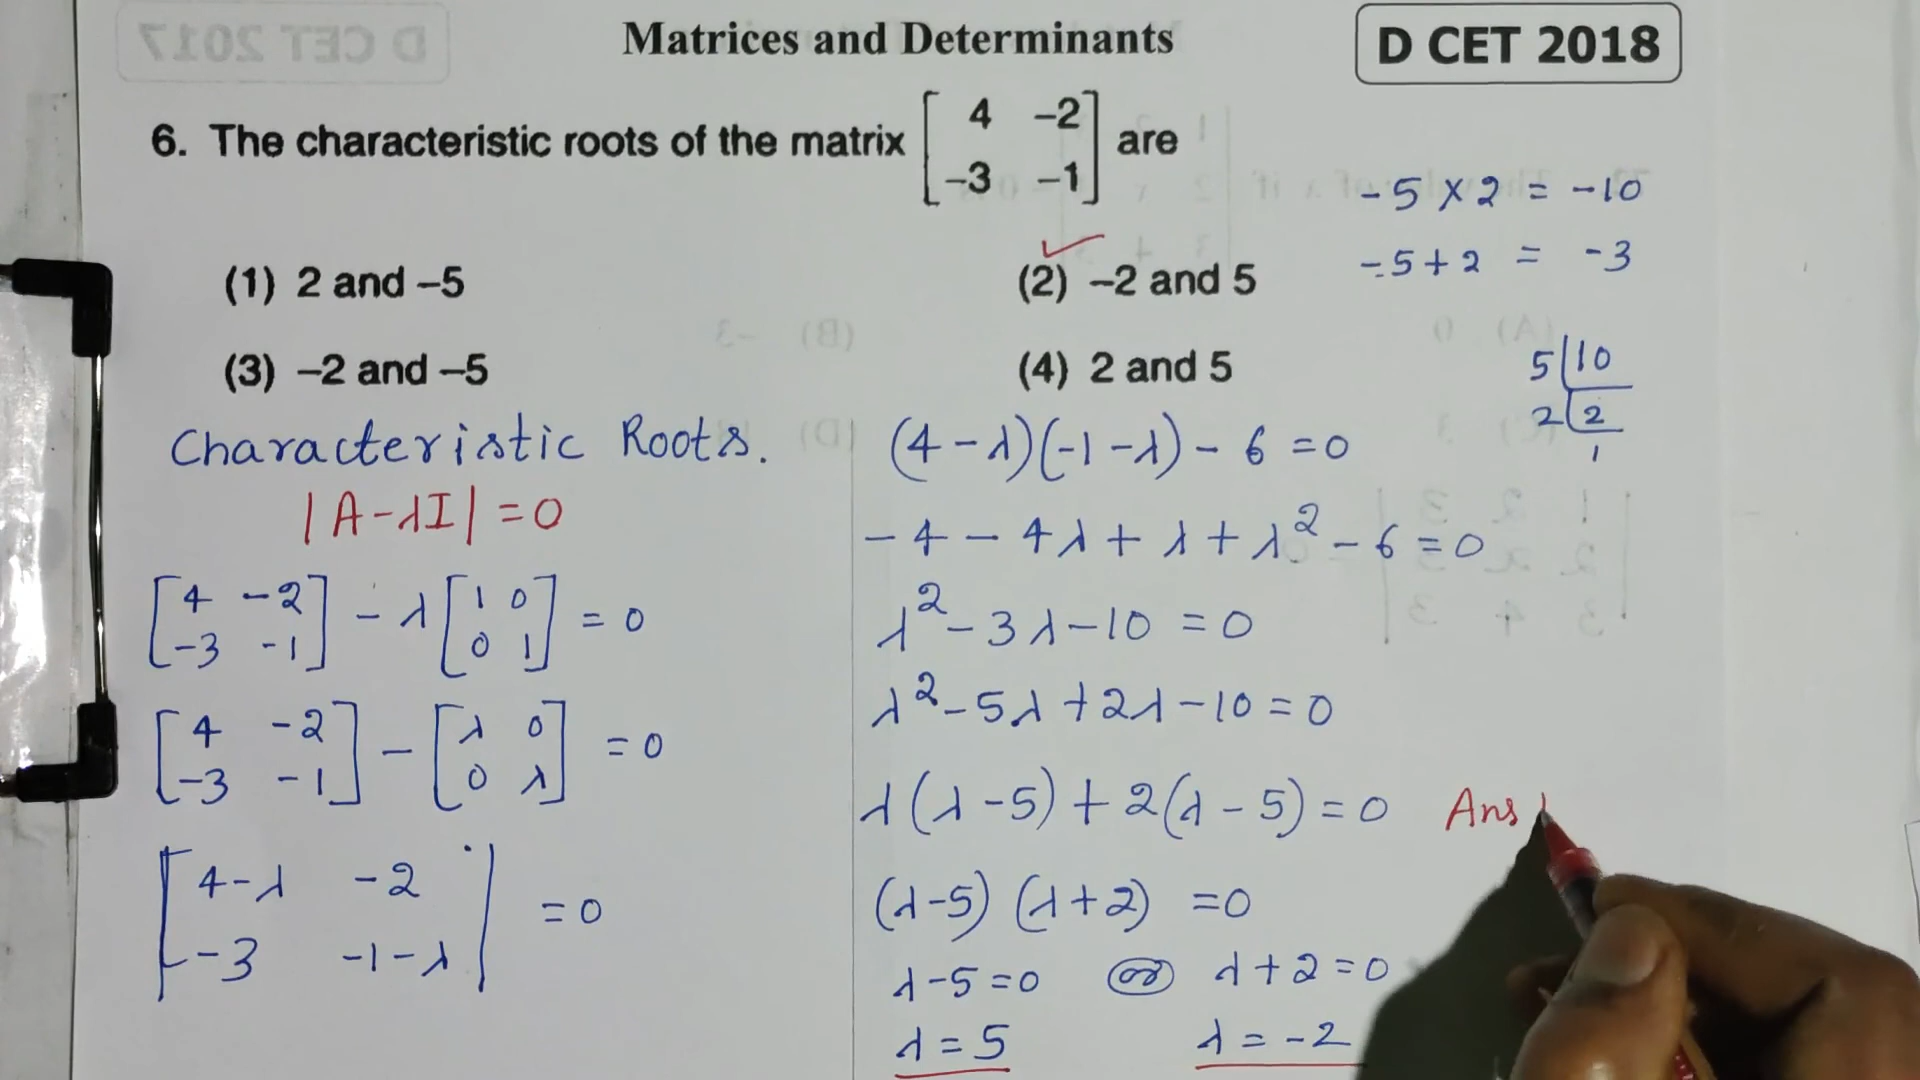 Matrices and Determinants
D CET 2018
6. The characteristic roots of the matrix [4 -2; -3 -1] are
(1) 2 and –5
(2) –2 and 5
(3) –2 and –5
(4) 2 and 5
-5 × 2 = -10
-5 + 2 = -3
5 | 10
2 | 2
1
Characteristic Roots.
|A-λI| = 0
[4 -2; -3 -1] - λ [1 0; 0 1] = 0
[4 -2; -3 -1] - [λ 0; 0 λ] = 0
|4-λ -2; -3 -1-λ| = 0
(4-λ)(-1-λ) - 6 = 0
-4 - 4λ + λ + λ² - 6 = 0
λ² - 3λ - 10 = 0
λ² - 5λ + 2λ - 10 = 0
λ(λ-5) + 2(λ-5) = 0
Ans
(λ-5) (λ+2) = 0
λ-5=0 or λ+2=0
λ = 5 λ = -2